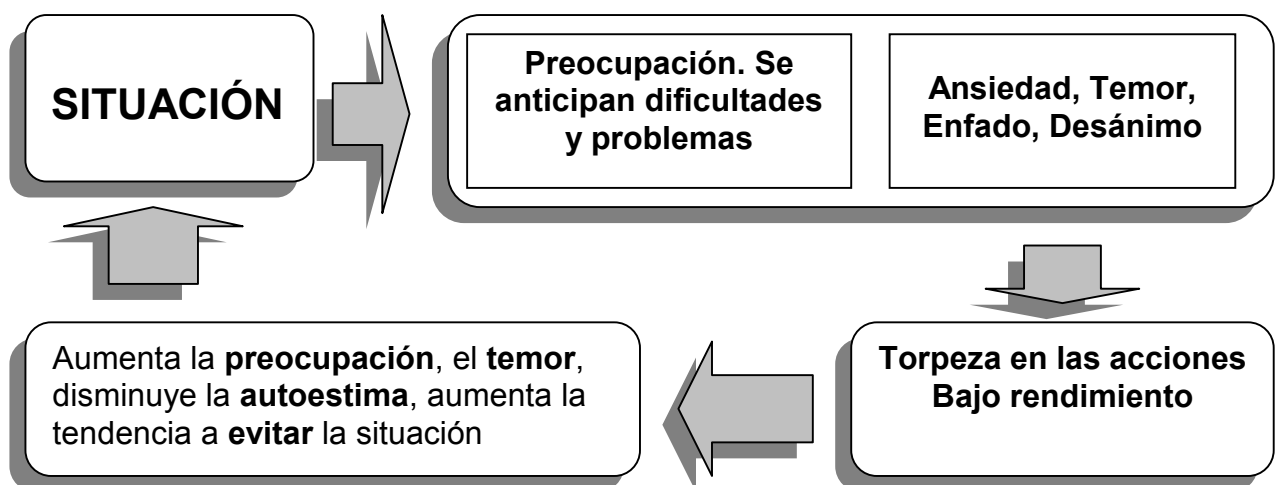 SITUACIÓN
Preocupación. Se
anticipan dificultades
y problemas
Ansiedad, Temor,
Enfado, Desánimo
Torpeza en las acciones
Bajo rendimiento
Aumenta la preocupación, el temor,
disminuye la autoestima, aumenta la
tendencia a evitar la situación